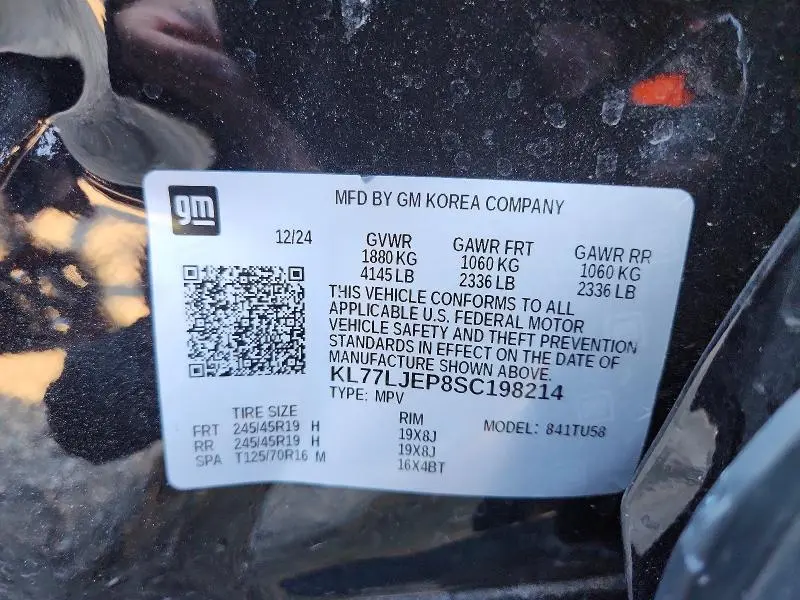 gm
MFD BY GM KOREA COMPANY
12/24
GVWR GAWR FRT GAWR RR
1880 KG 1060 KG 1060 KG
4145 LB 2336 LB 2336 LB
THIS VEHICLE CONFORMS TO ALL
APPLICABLE U.S. FEDERAL MOTOR
VEHICLE SAFETY AND THEFT PREVENTION
STANDARDS IN EFFECT ON THE DATE OF
MANUFACTURE SHOWN ABOVE.
KL77LJEP8SC198214
TYPE: MPV
TIRE SIZE RIM MODEL: 841TU58
FRT 245/45R19 H 19X8J
RR 245/45R19 H 19X8J
SPA T125/70R16 M 16X4BT